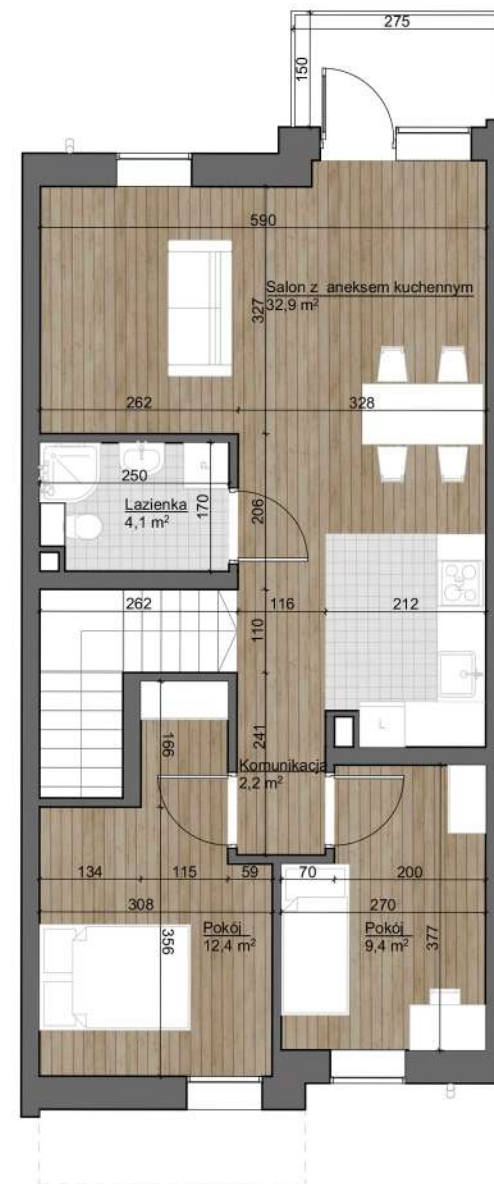 275
150
590
Salon z aneksem kuchennym
32,9 m²
327
262
328
250
Lazienka
4,1 m²
170
P
206
262
116
212
110
241
L
166
Komunikacja
2,2 m²
134
115
59
70
200
308
270
Pokój
12,4 m²
356
Pokój
9,4 m²
377